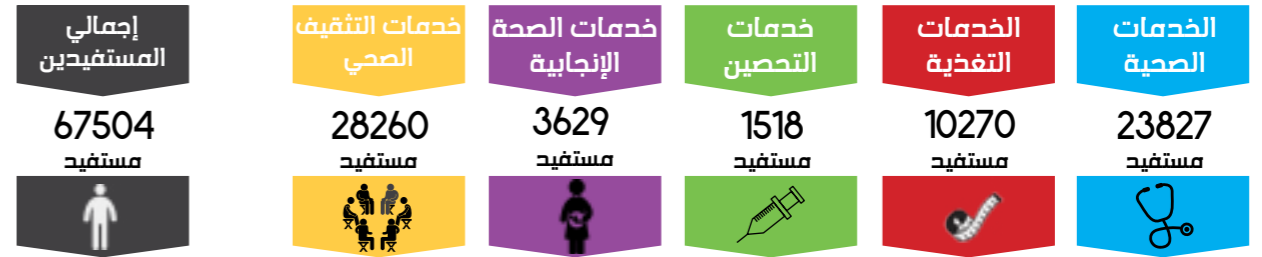 الخدمات
الصحية
23827
مستفيد
الخدمات
التغذية
10270
مستفيد
خدمات
التحصين
1518
مستفيد
خدمات الصحة
الإنجابية
3629
مستفيد
خدمات التثقيف
الصحي
28260
مستفيد
إجمالي
المستفيدين
67504
مستفيد